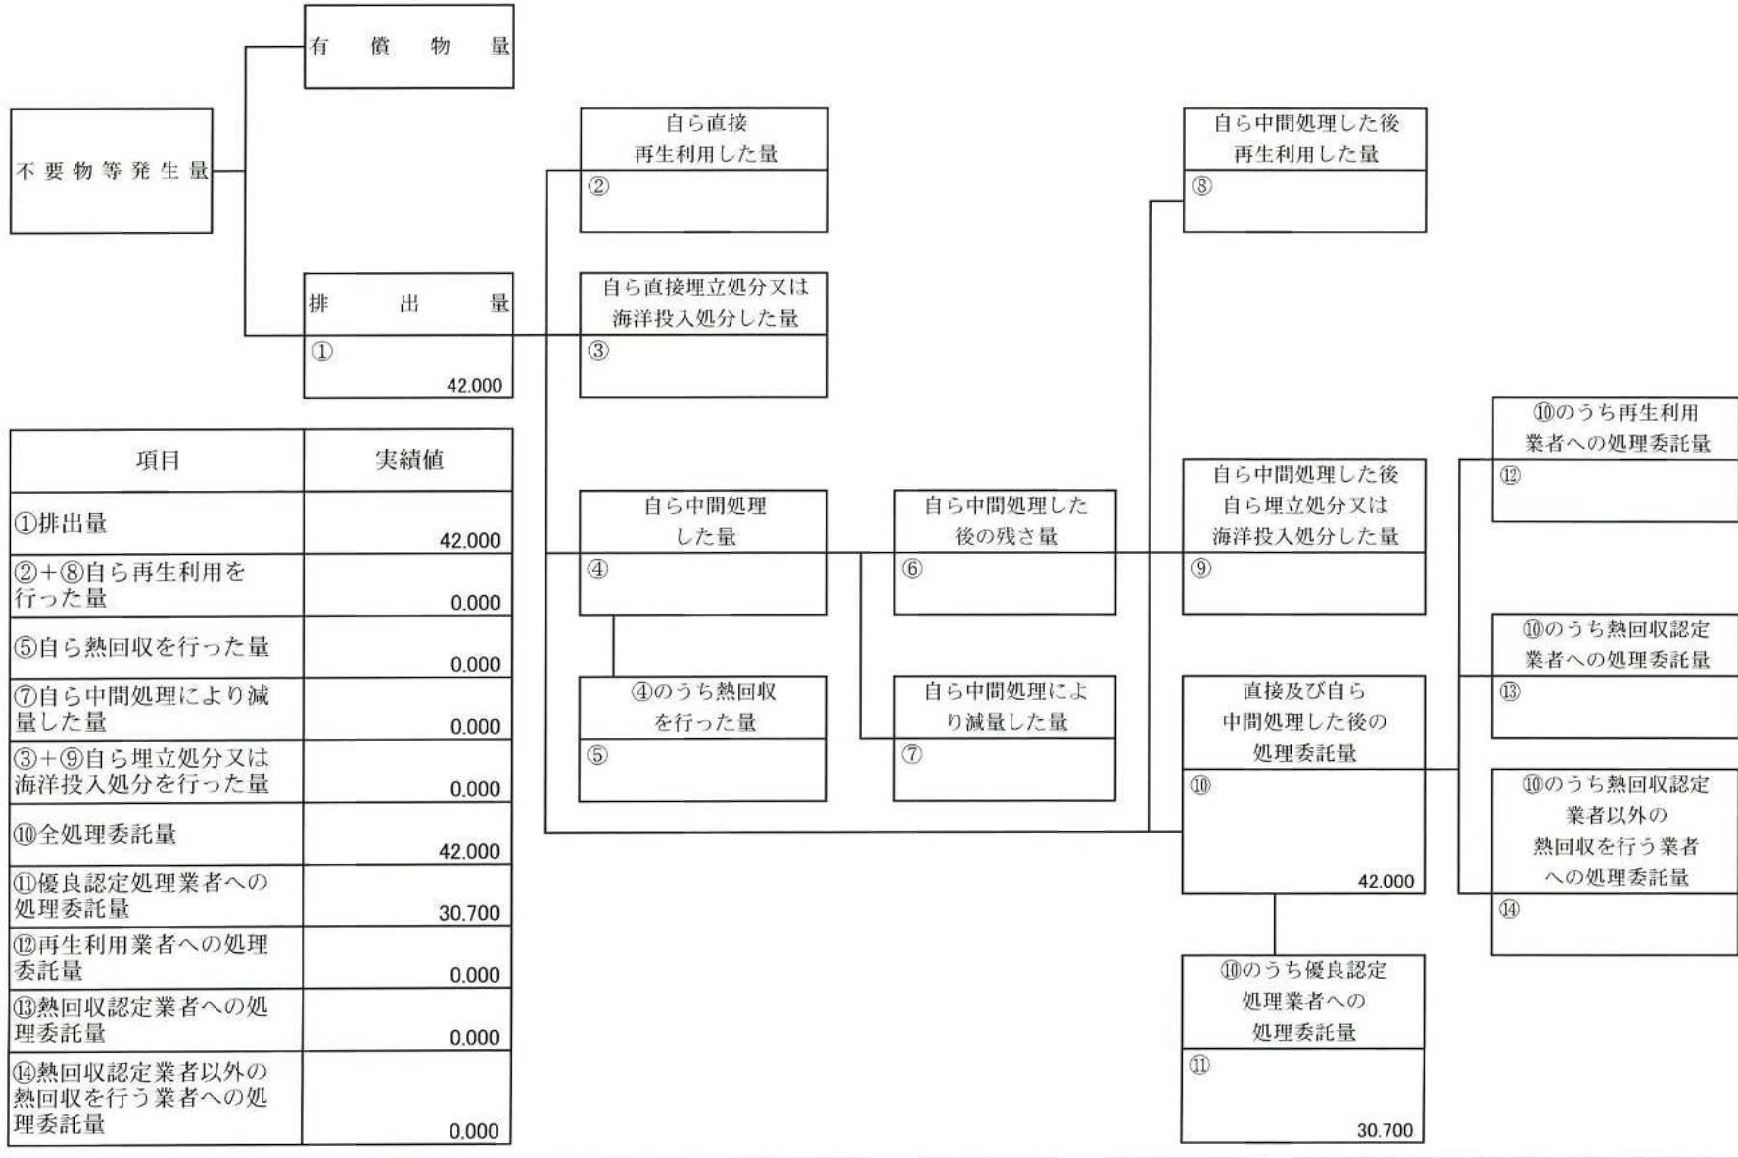 有償物量
不要物等発生量
排出量
①
42.000
自ら直接
再生利用した量
②
自ら直接埋立処分又は
海洋投入処分した量
③
自ら中間処理
した量
④
④のうち熱回収
を行った量
⑤
自ら中間処理した
後の残さ量
⑥
自ら中間処理によ
り減量した量
⑦
自ら中間処理した後
再生利用した量
⑧
自ら中間処理した後
自ら埋立処分又は
海洋投入処分した量
⑨
直接及び自ら
中間処理した後の
処理委託量
⑩
42.000
⑩のうち優良認定
処理業者への
処理委託量
⑪
30.700
⑩のうち再生利用
業者への処理委託量
⑫
⑩のうち熱回収認定
業者への処理委託量
⑬
⑩のうち熱回収認定
業者以外の
熱回収を行う業者
への処理委託量
⑭
項目 実績値
①排出量
42.000
②+⑧自ら再生利用を
行った量
0.000
⑤自ら熱回収を行った量
0.000
⑦自ら中間処理により減
量した量
0.000
③+⑨自ら埋立処分又は
海洋投入処分を行った量
0.000
⑩全処理委託量
42.000
⑪優良認定処理業者への
処理委託量
30.700
⑫再生利用業者への処理
委託量
0.000
⑬熱回収認定業者への処
理委託量
0.000
⑭熱回収認定業者以外の
熱回収を行う業者への処
理委託量
0.000